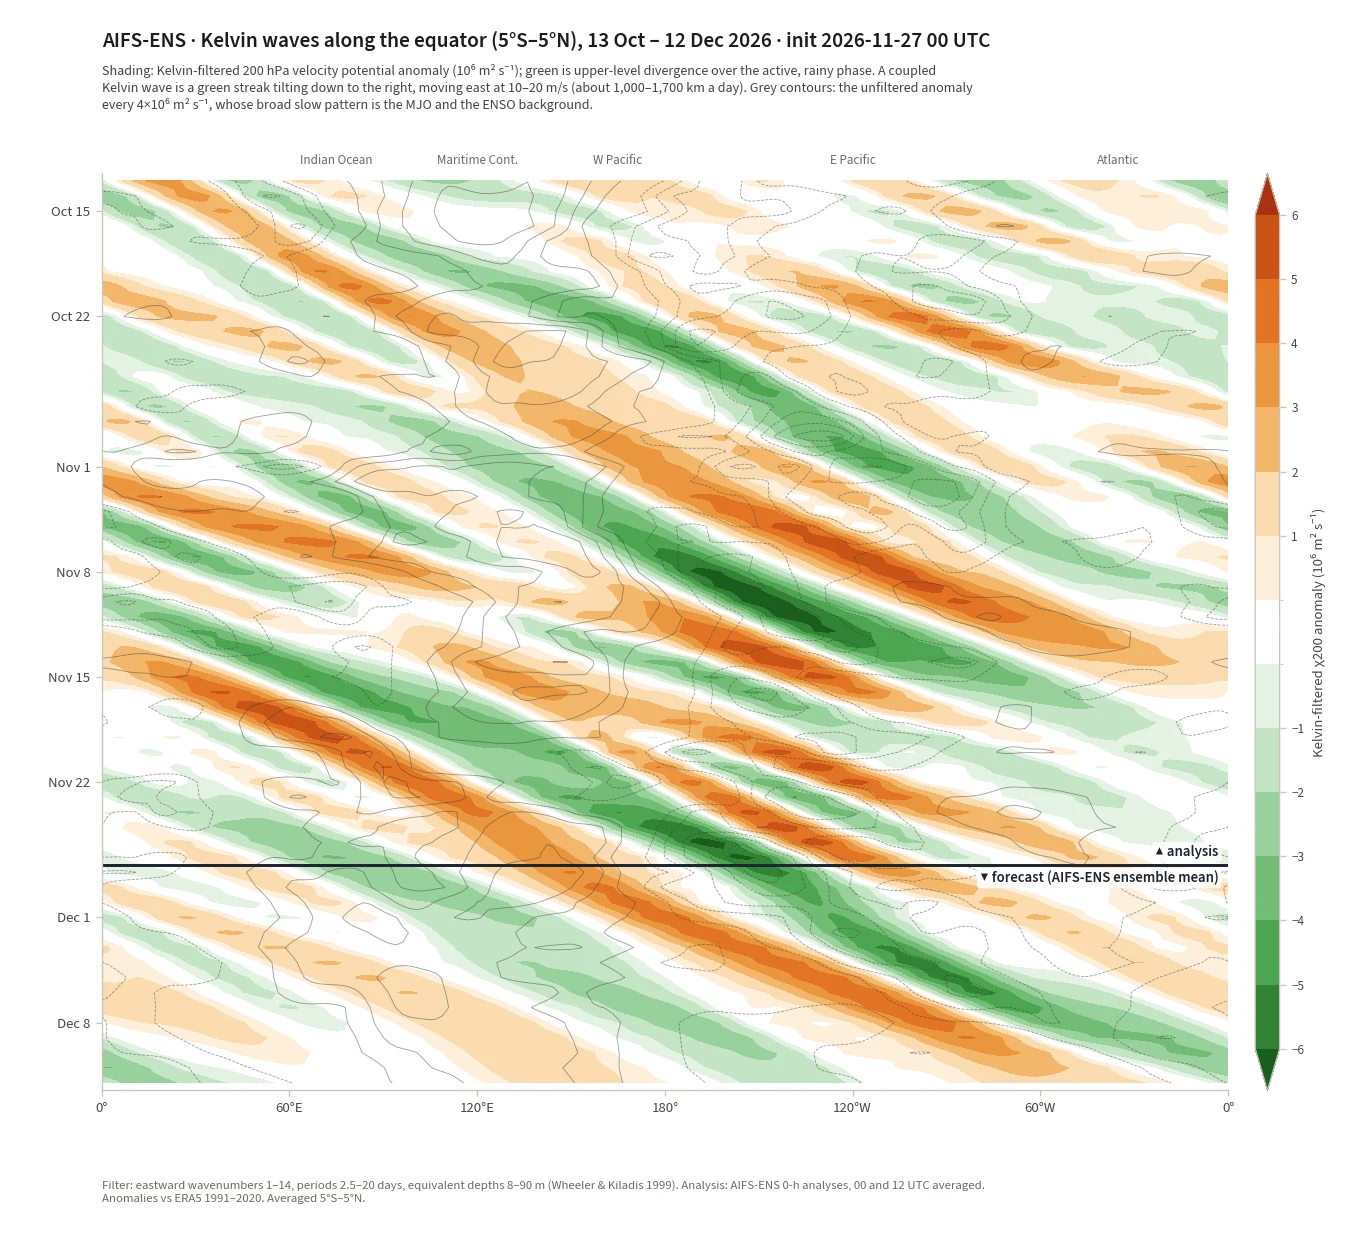 AIFS-ENS · Kelvin waves along the equator (5°S–5°N), 13 Oct – 12 Dec 2026 · init 2026-11-27 00 UTC
Shading: Kelvin-filtered 200 hPa velocity potential anomaly (10⁶ m² s⁻¹); green is upper-level divergence over the active, rainy phase. A coupled
Kelvin wave is a green streak tilting down to the right, moving east at 10–20 m/s (about 1,000–1,700 km a day). Grey contours: the unfiltered anomaly
every 4×10⁶ m² s⁻¹, whose broad slow pattern is the MJO and the ENSO background.
Indian Ocean Maritime Cont. W Pacific E Pacific Atlantic
Oct 15
Oct 22
Nov 1
Nov 8
Nov 15
Nov 22
Dec 1
Dec 8
▲ analysis
▼ forecast (AIFS-ENS ensemble mean)
0° 60°E 120°E 180° 120°W 60°W 0°
6
5
4
3
2
1
−1
−2
−3
−4
−5
−6
Kelvin-filtered χ200 anomaly (10⁶ m² s⁻¹)
Filter: eastward wavenumbers 1–14, periods 2.5–20 days, equivalent depths 8–90 m (Wheeler & Kiladis 1999). Analysis: AIFS-ENS 0-h analyses, 00 and 12 UTC averaged.
Anomalies vs ERA5 1991–2020. Averaged 5°S–5°N.